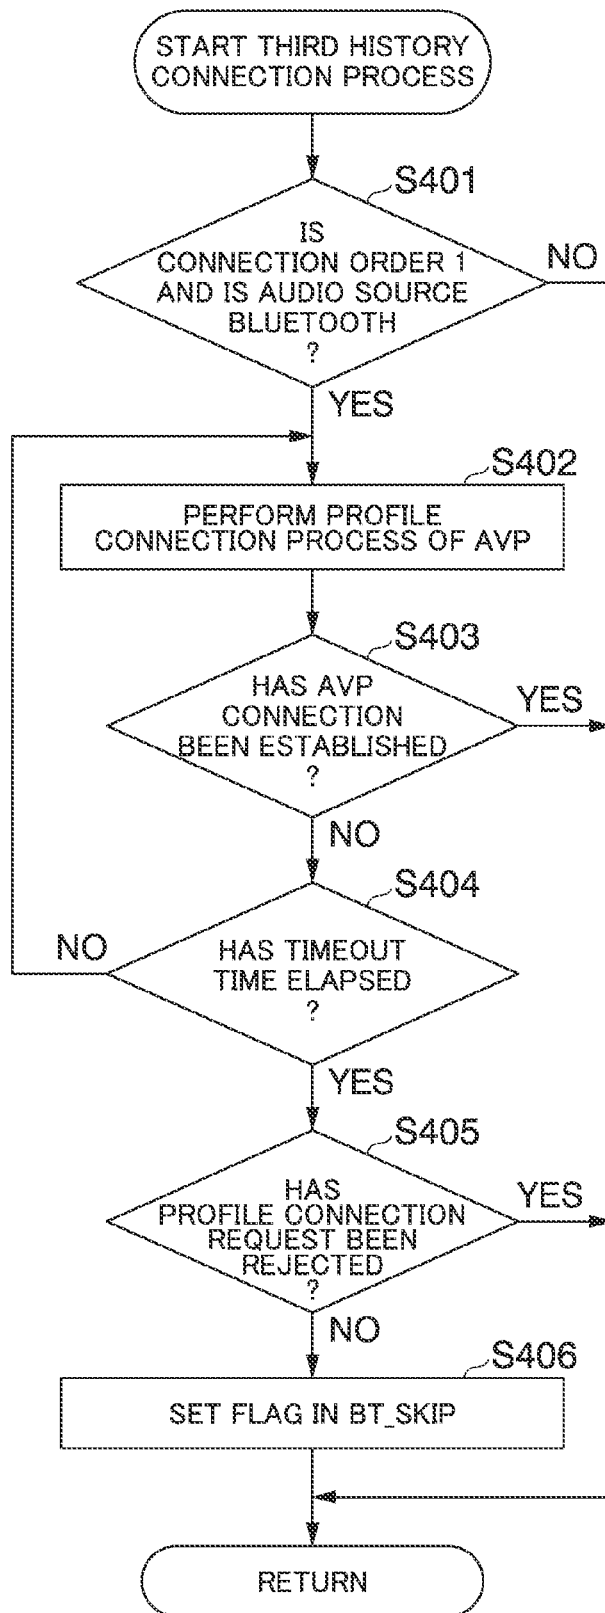 START THIRD HISTORY
CONNECTION PROCESS
S401
IS
CONNECTION ORDER 1
AND IS AUDIO SOURCE
BLUETOOTH
?
NO
YES
S402
PERFORM PROFILE
CONNECTION PROCESS OF AVP
S403
HAS AVP
CONNECTION
BEEN ESTABLISHED
?
YES
NO
S404
HAS TIMEOUT
TIME ELAPSED
?
NO
YES
S405
HAS
PROFILE CONNECTION
REQUEST BEEN
REJECTED
?
YES
NO
S406
SET FLAG IN BT_SKIP
RETURN